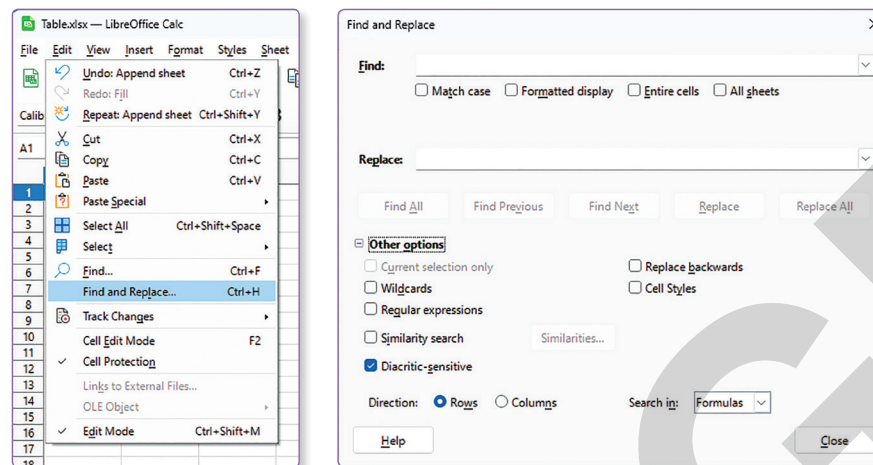 Table.xlsx — LibreOffice Calc
File Edit View Insert Format Styles Sheet
Undo: Append sheet Ctrl+Z
Redo: Fill Ctrl+Y
Calib
Repeat: Append sheet Ctrl+Shift+Y
A1
Cut Ctrl+X
Copy Ctrl+C
Paste Ctrl+V
1
Paste Special
2
3 Select All Ctrl+Shift+Space
4 Select
5
6 Find... Ctrl+F
7 Find and Replace... Ctrl+H
8
9 Track Changes
10 Cell Edit Mode F2
11
12 Cell Protection
13 Links to External Files...
14 OLE Object
15
16 Edit Mode Ctrl+Shift+M
17
18
Find and Replace
Find:
Match case Formatted display Entire cells All sheets
Replace:
Find All Find Previous Find Next Replace Replace All
Other options
Current selection only Replace backwards
Wildcards Cell Styles
Regular expressions
Similarity search Similarities...
Diacritic-sensitive
Direction: Rows Columns Search in: Formulas
Help Close